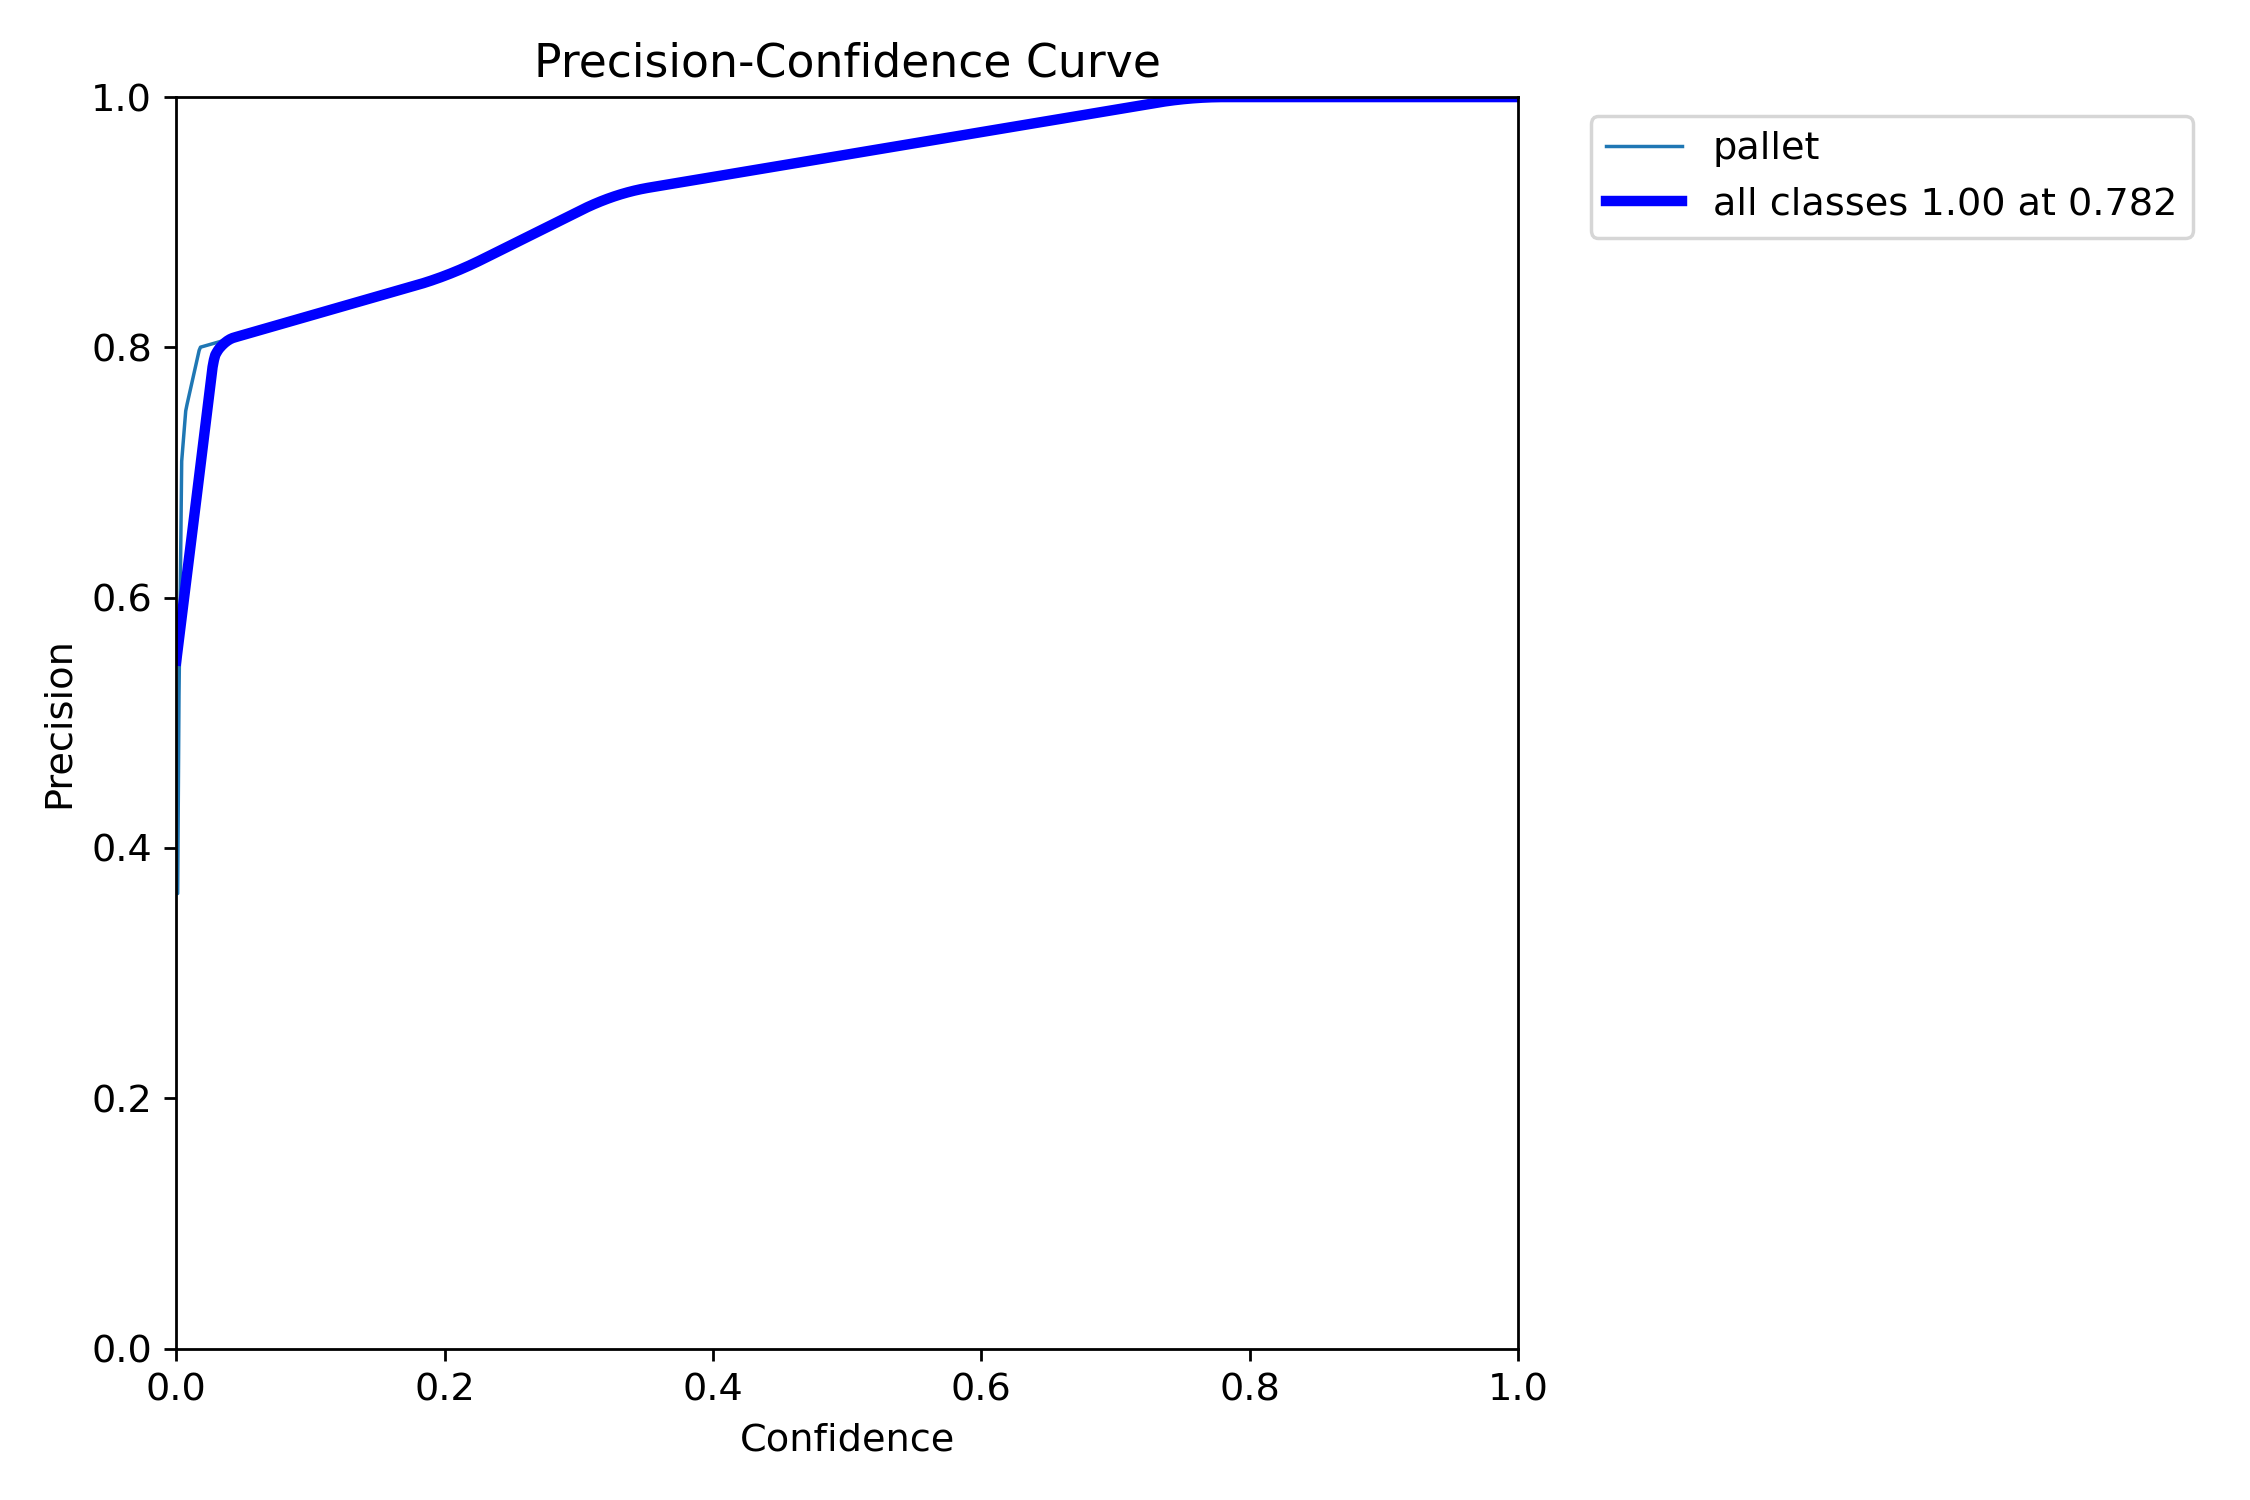 Precision-Confidence Curve
1.0
0.8
0.6
0.4
0.2
0.0
Precision
0.0 0.2 0.4 0.6 0.8 1.0
Confidence
pallet
all classes 1.00 at 0.782